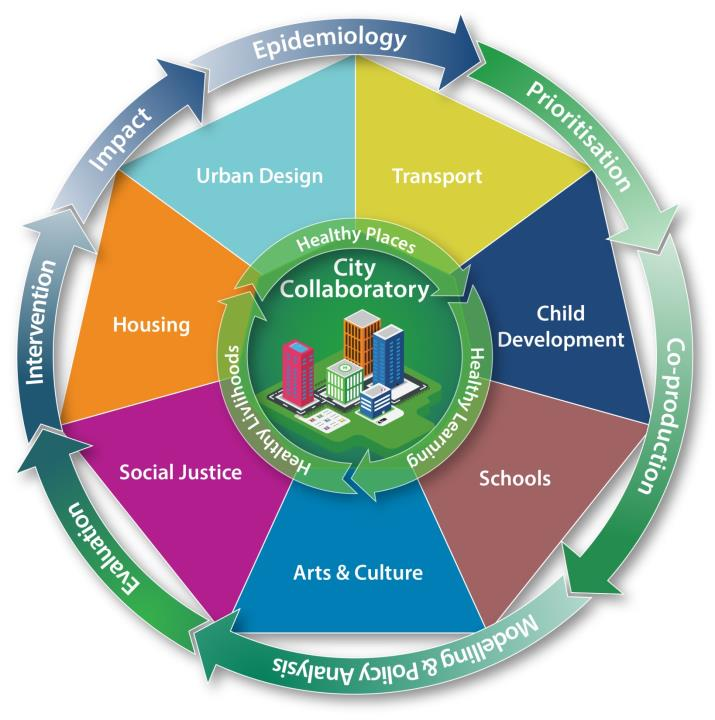 Epidemiology
Prioritisation
Co-production
Modelling & Policy Analysis
Evaluation
Intervention
Impact
Urban Design
Transport
Child
Development
Schools
Arts & Culture
Social Justice
Housing
Healthy Places
Healthy Learning
Healthy Livlihoods
City
Collaboratory